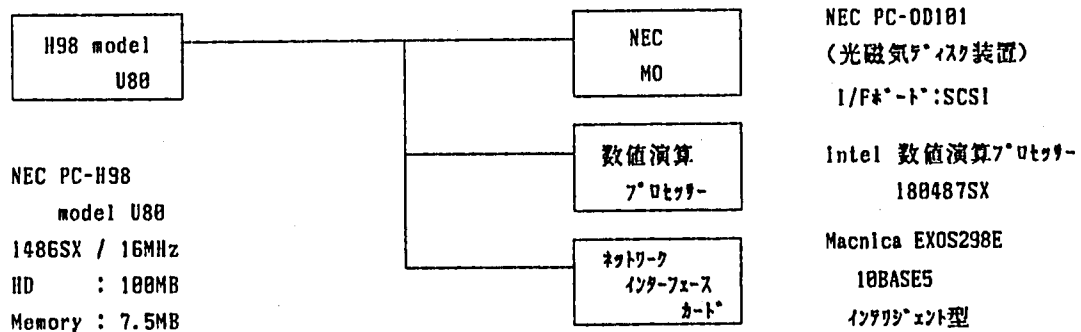 H98 model
U80
NEC PC-H98
model U80
i486SX / 16MHz
HD : 100MB
Memory : 7.5MB
NEC
MO
数値演算
プロセッサー
ネットワーク
インターフェース
カード
NEC PC-OD101
(光磁気ディスク装置)
I/Fボード:SCSI
Intel 数値演算プロセッサー
i80487SX
Macnica EXOS298E
10BASE5
インテリジェント型